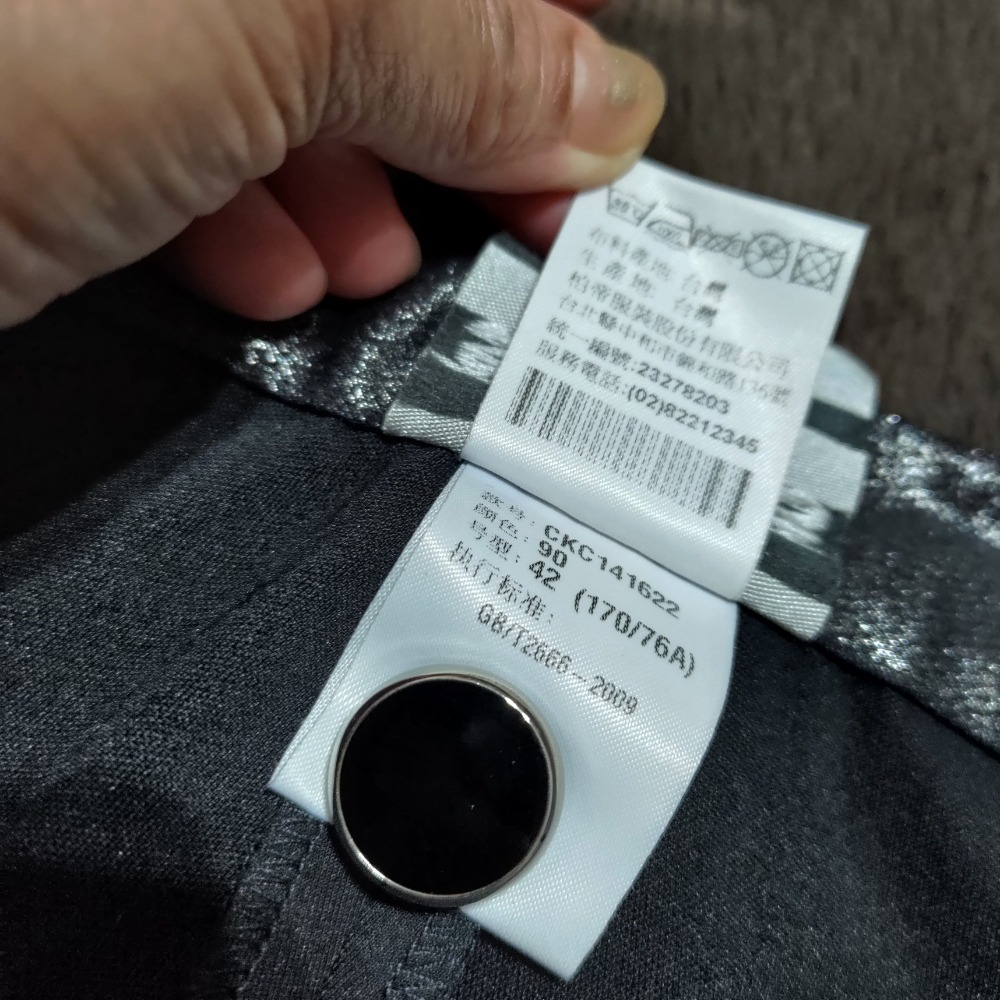 布料產地:台灣
生產地:台灣
柏帝服裝股份有限公司
台北縣中和市錦和路176號
統一編號:23278203
服務電話:(02)82212345
款号:CKC141622
颜色:90
号型:42 (170/76A)
执行标准:
GB/T2666-2009